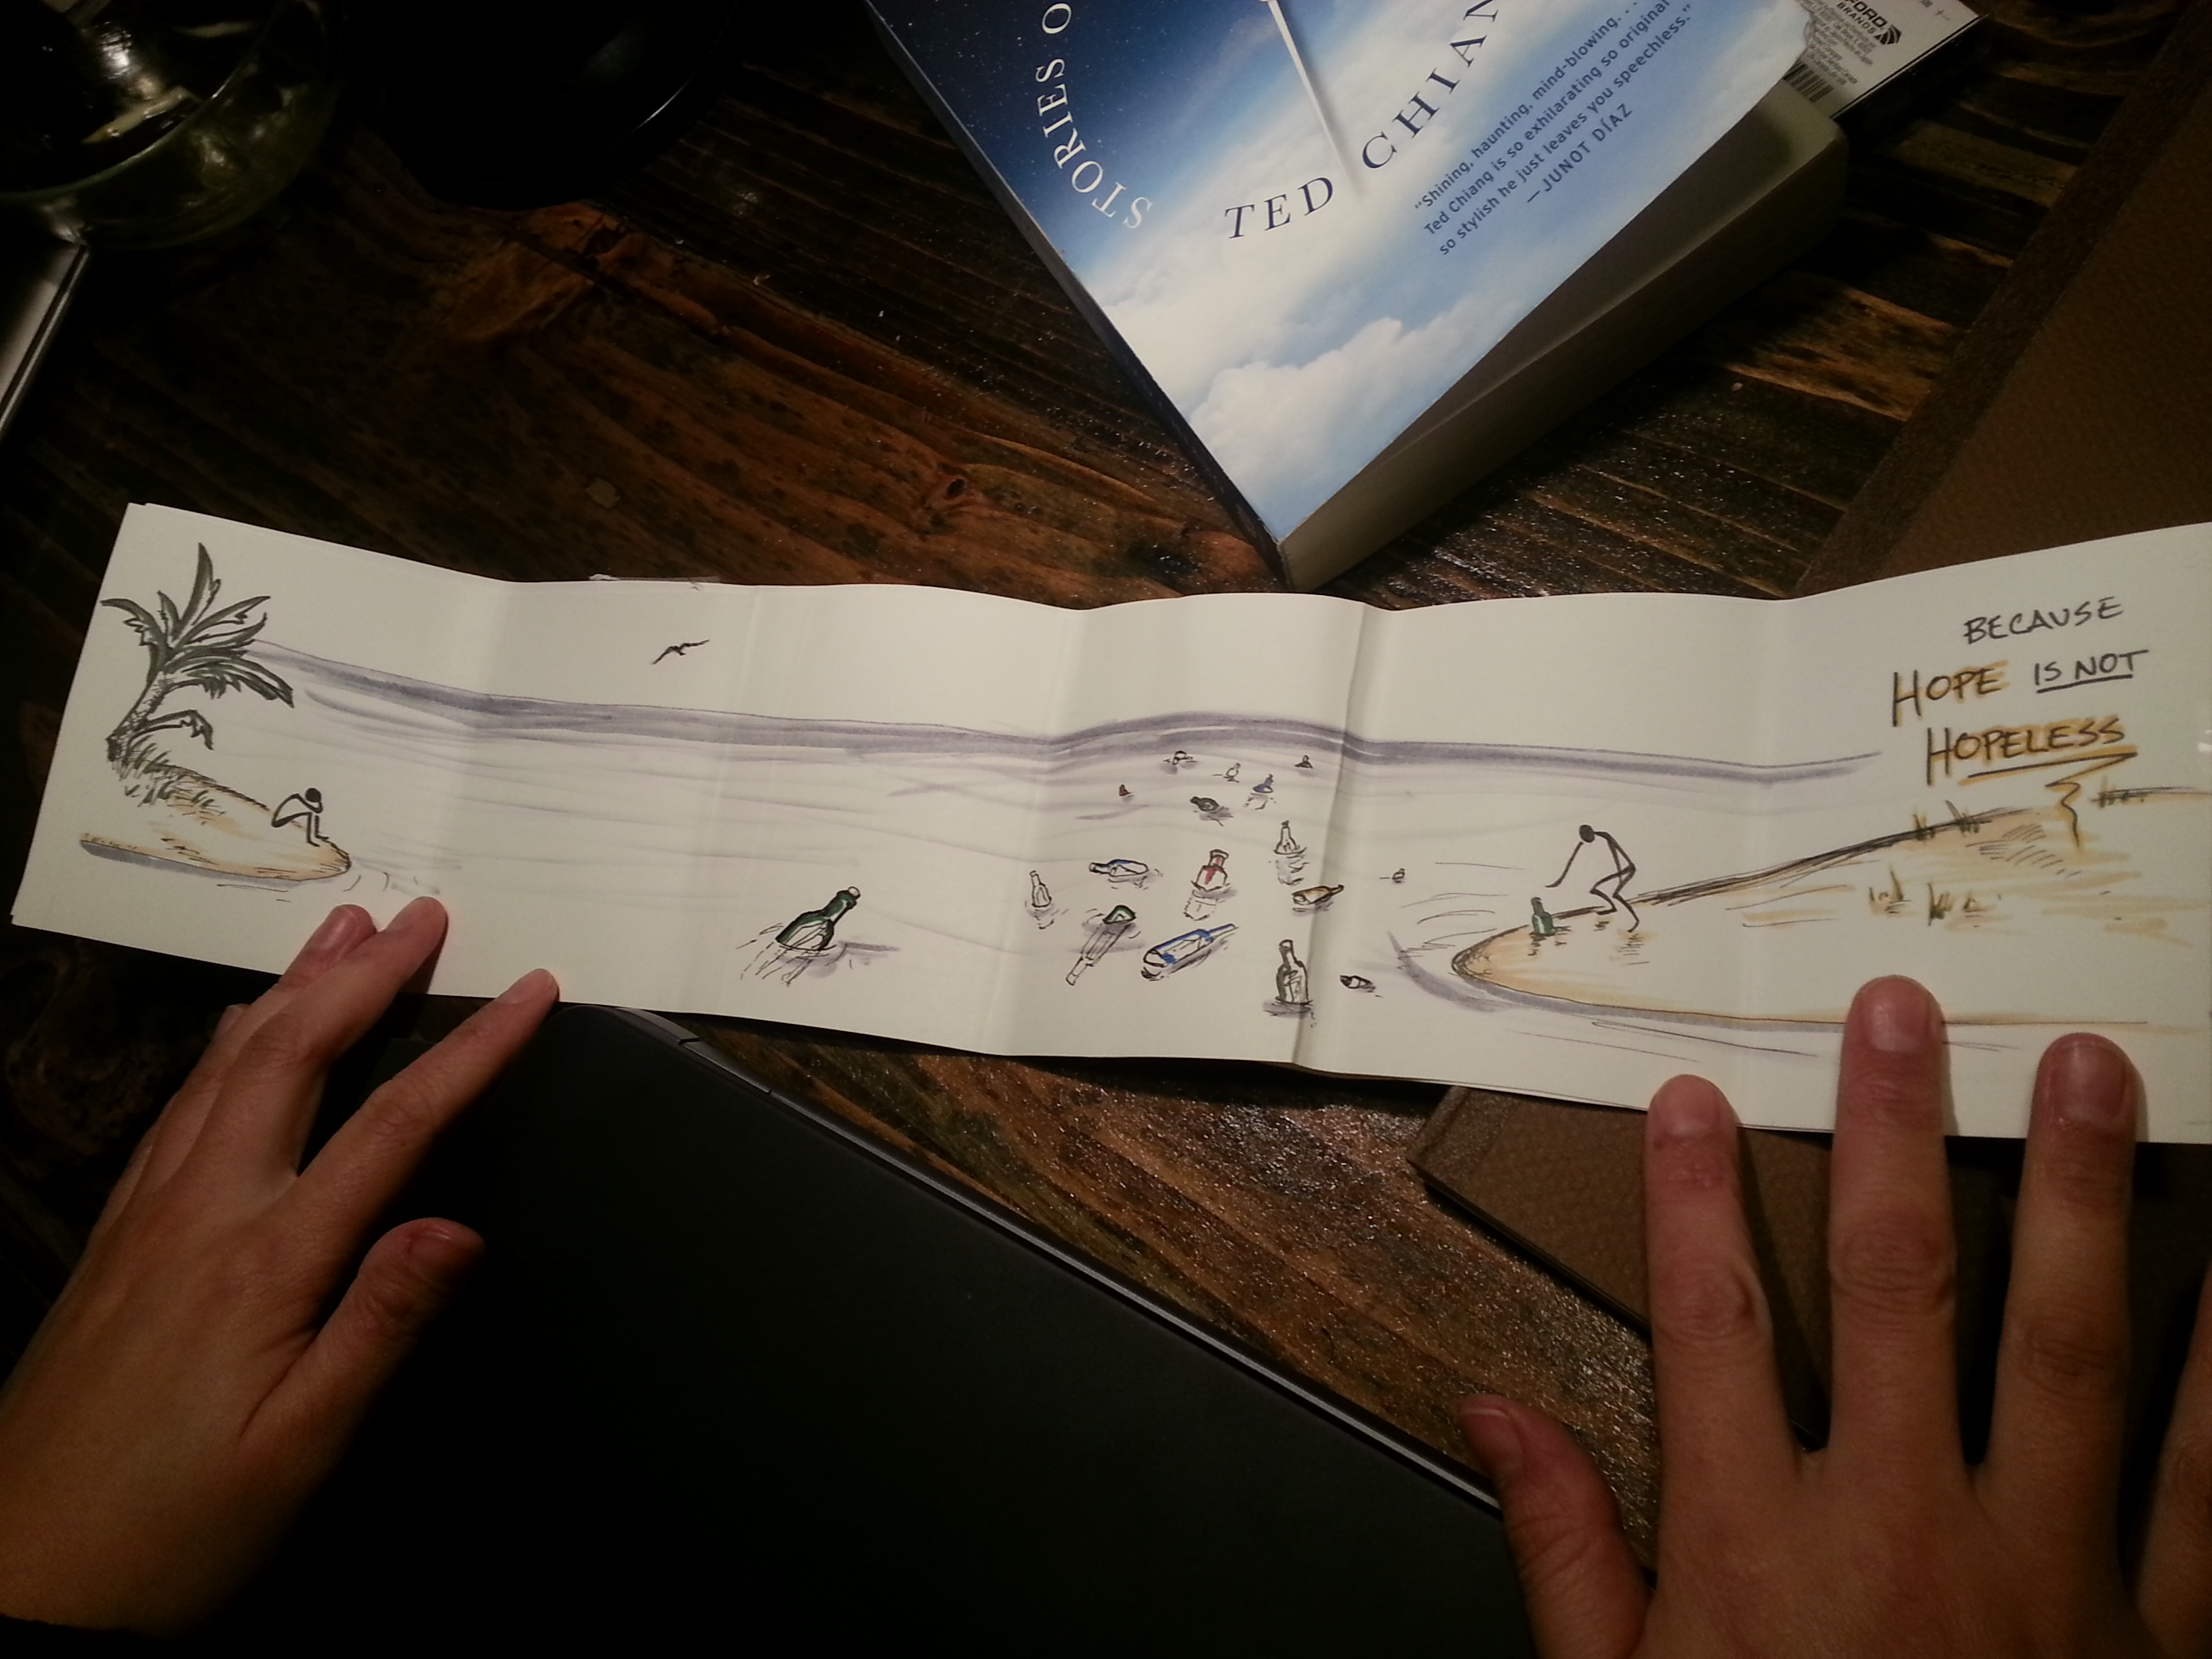 STORIES O
TED CHIAN
"Shining, haunting, mind-blowing. . .
Ted Chiang is so exhilarating so original
so stylish he just leaves you speechless."
—JUNOT DÍAZ
BRANDS
BECAUSE
HOPE IS NOT
HOPELESS